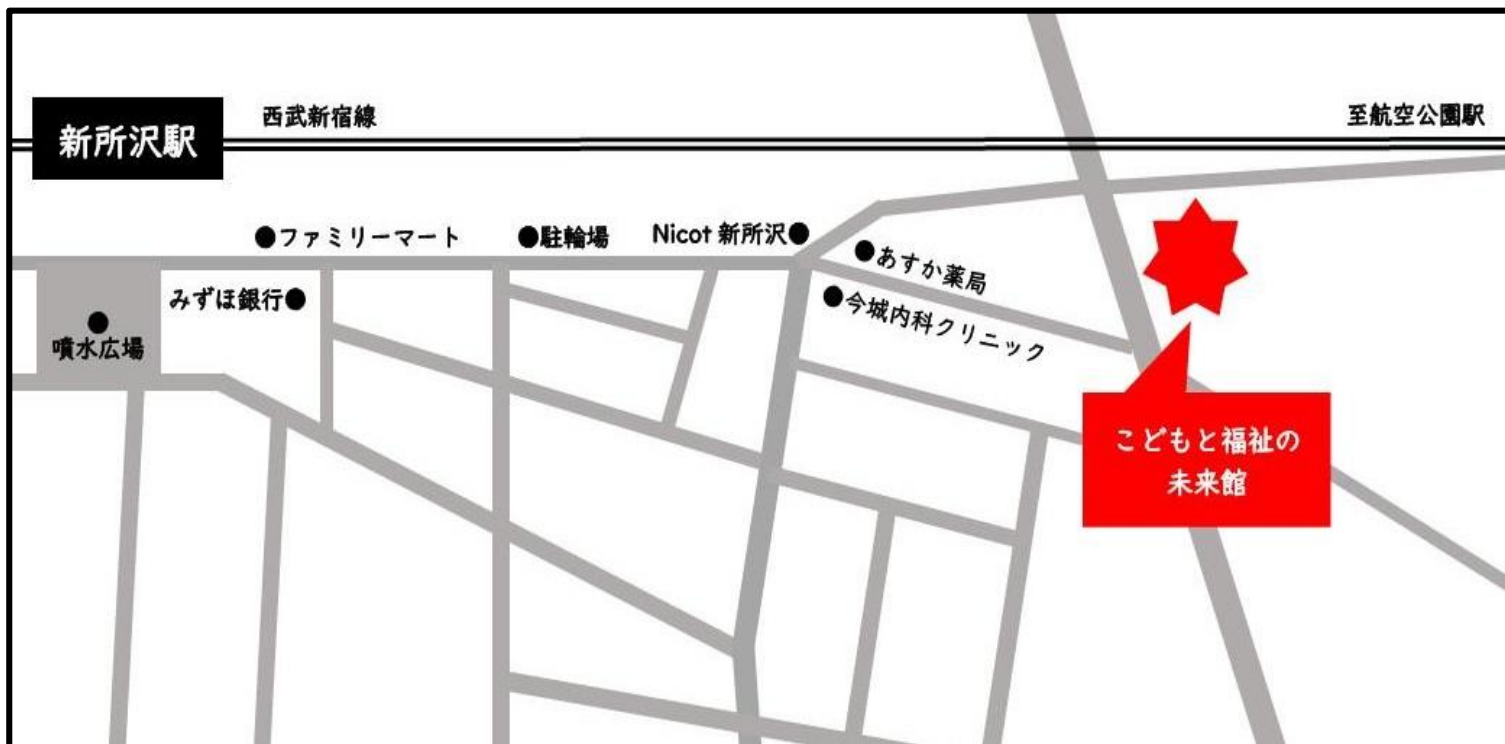 西武新宿線
至航空公園駅
新所沢駅
●ファミリーマート
●駐輪場
Nicot 新所沢●
●あすか薬局
みずほ銀行●
●今城内科クリニック
噴水広場
こどもと福祉の
未来館